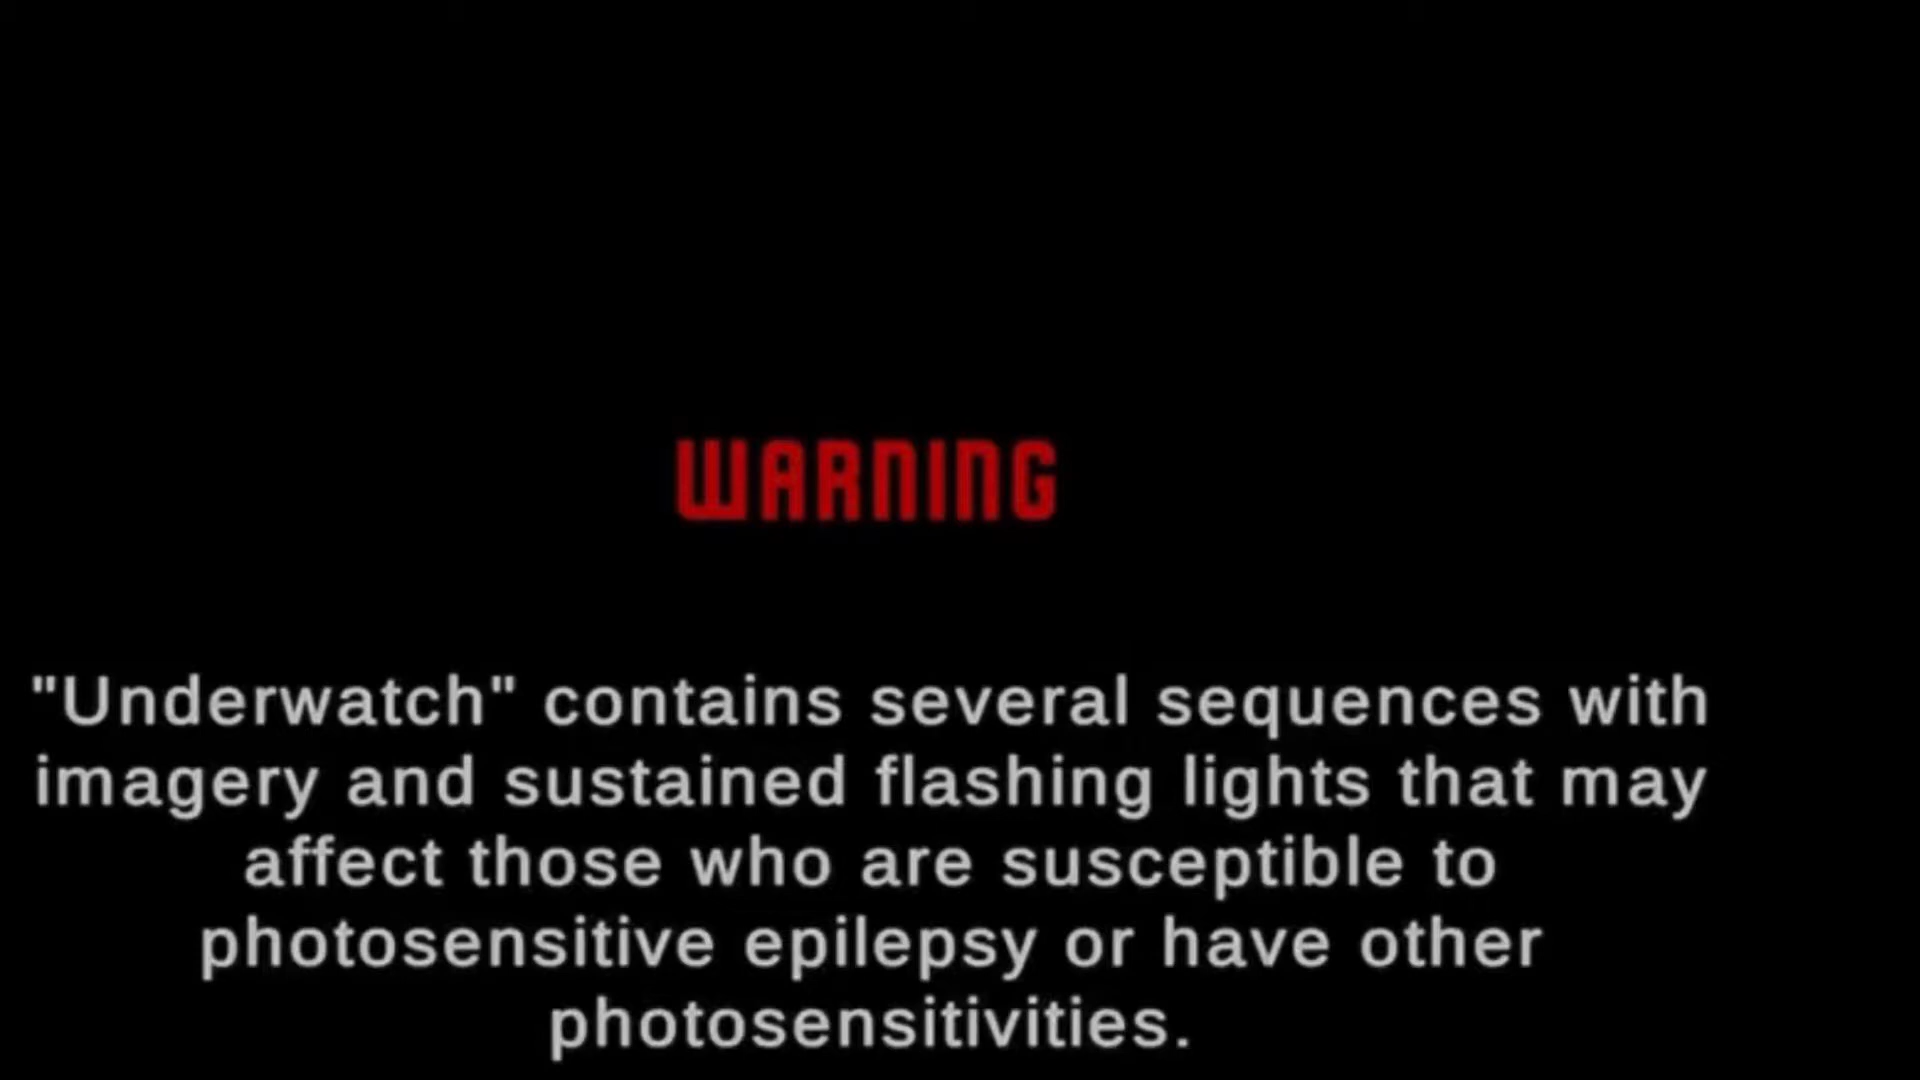 WARNING
"Underwatch" contains several sequences with
imagery and sustained flashing lights that may
affect those who are susceptible to
photosensitive epilepsy or have other
photosensitivities.